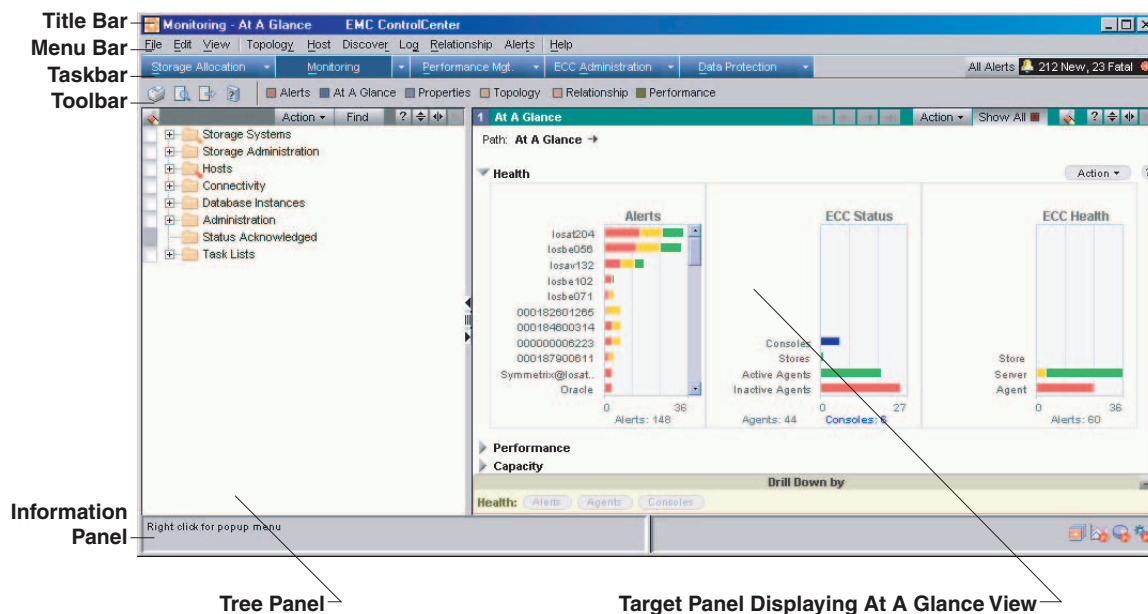 Title Bar
Monitoring - At A Glance EMC ControlCenter
Menu Bar
File Edit View Topology Host Discover Log Relationship Alerts Help
Taskbar
Storage Allocation Monitoring Performance Mgt. ECC Administration Data Protection All Alerts 212 New, 23 Fatal
Toolbar
Alerts At A Glance Properties Topology Relationship Performance
Action Find ?
1 At A Glance Action Show All ?
Storage Systems
Storage Administration
Hosts
Connectivity
Database Instances
Administration
Status Acknowledged
Task Lists
Path: At A Glance
Health Action
Alerts
losat204
losbe056
losav132
losbe102
losbe071
000182601265
000184600314
000000006223
000187900611
Symmetrix@losat..
Oracle
0 36
Alerts: 148
ECC Status
Consoles
Stores
Active Agents
Inactive Agents
0 27
Agents: 44 Consoles: 6
ECC Health
Store
Server
Agent
0 36
Alerts: 60
Performance
Capacity
Drill Down by
Health: Alerts Agents Consoles
Information
Panel
Right click for popup menu
Tree Panel
Target Panel Displaying At A Glance View